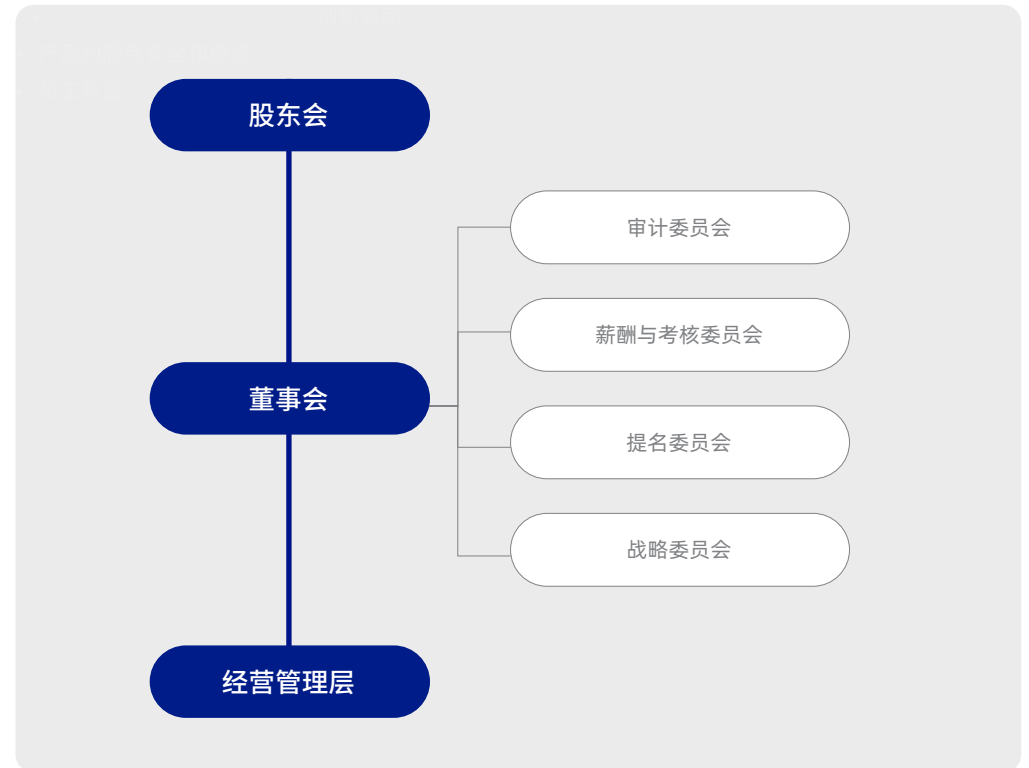 股东会
审计委员会
薪酬与考核委员会
董事会
提名委员会
战略委员会
经营管理层